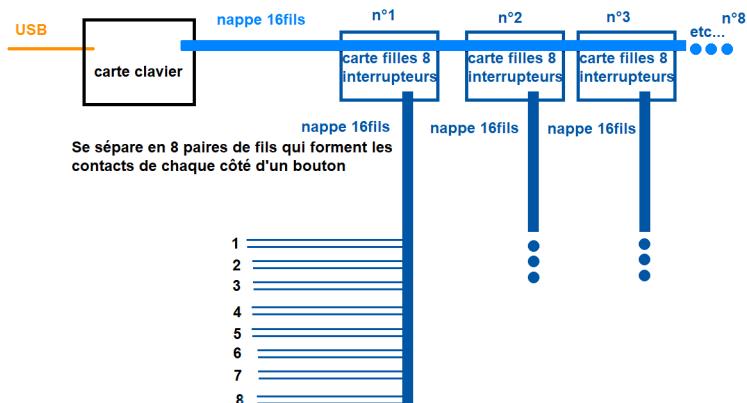 USB
nappe 16fils
n°1
n°2
n°3
n°8
etc...
carte clavier
carte filles 8
interrupteurs
carte filles 8
interrupteurs
carte filles 8
interrupteurs
nappe 16fils
nappe 16fils
nappe 16fils
Se sépare en 8 paires de fils qui forment les
contacts de chaque côté d'un bouton
1
2
3
4
5
6
7
8